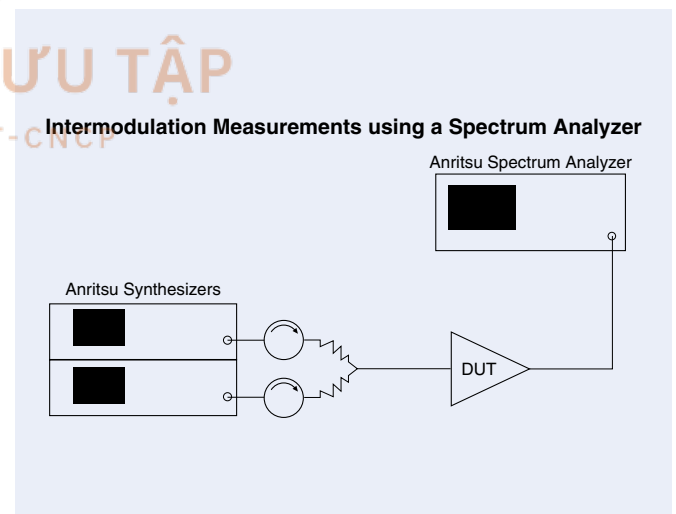 ƯU TẬP
T-CNCP
Intermodulation Measurements using a Spectrum Analyzer
Anritsu Spectrum Analyzer
Anritsu Synthesizers
DUT